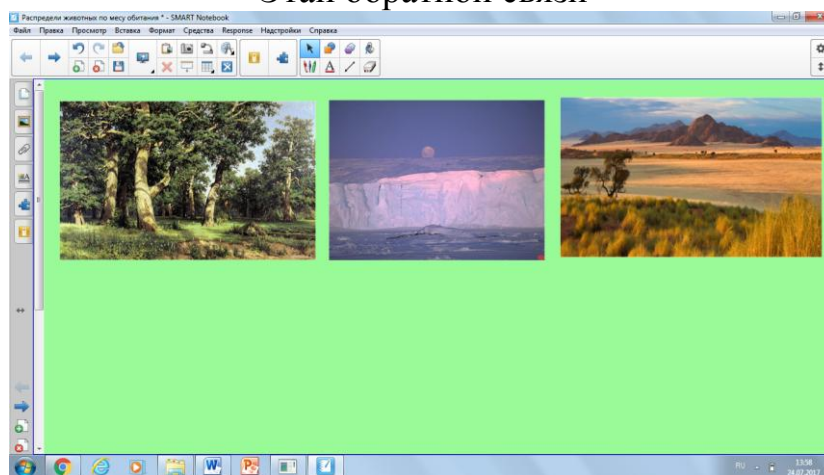 Этап обратной связи
Распредели животных по месу обитания * - SMART Notebook
Файл Правка Просмотр Вставка Формат Средства Response Надстройки Справка
RU
13:58
24.07.2017